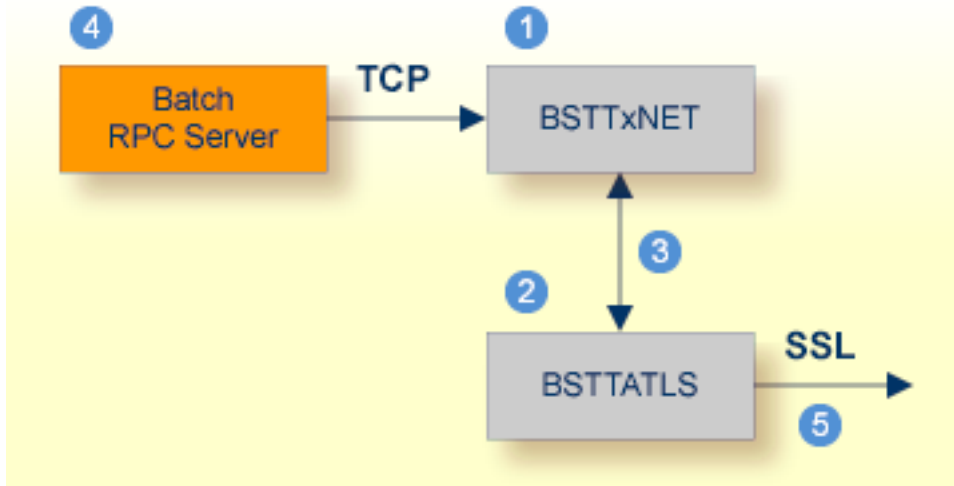 4
1
TCP
Batch
RPC Server
BSTTxNET
3
2
SSL
BSTTATLS
5